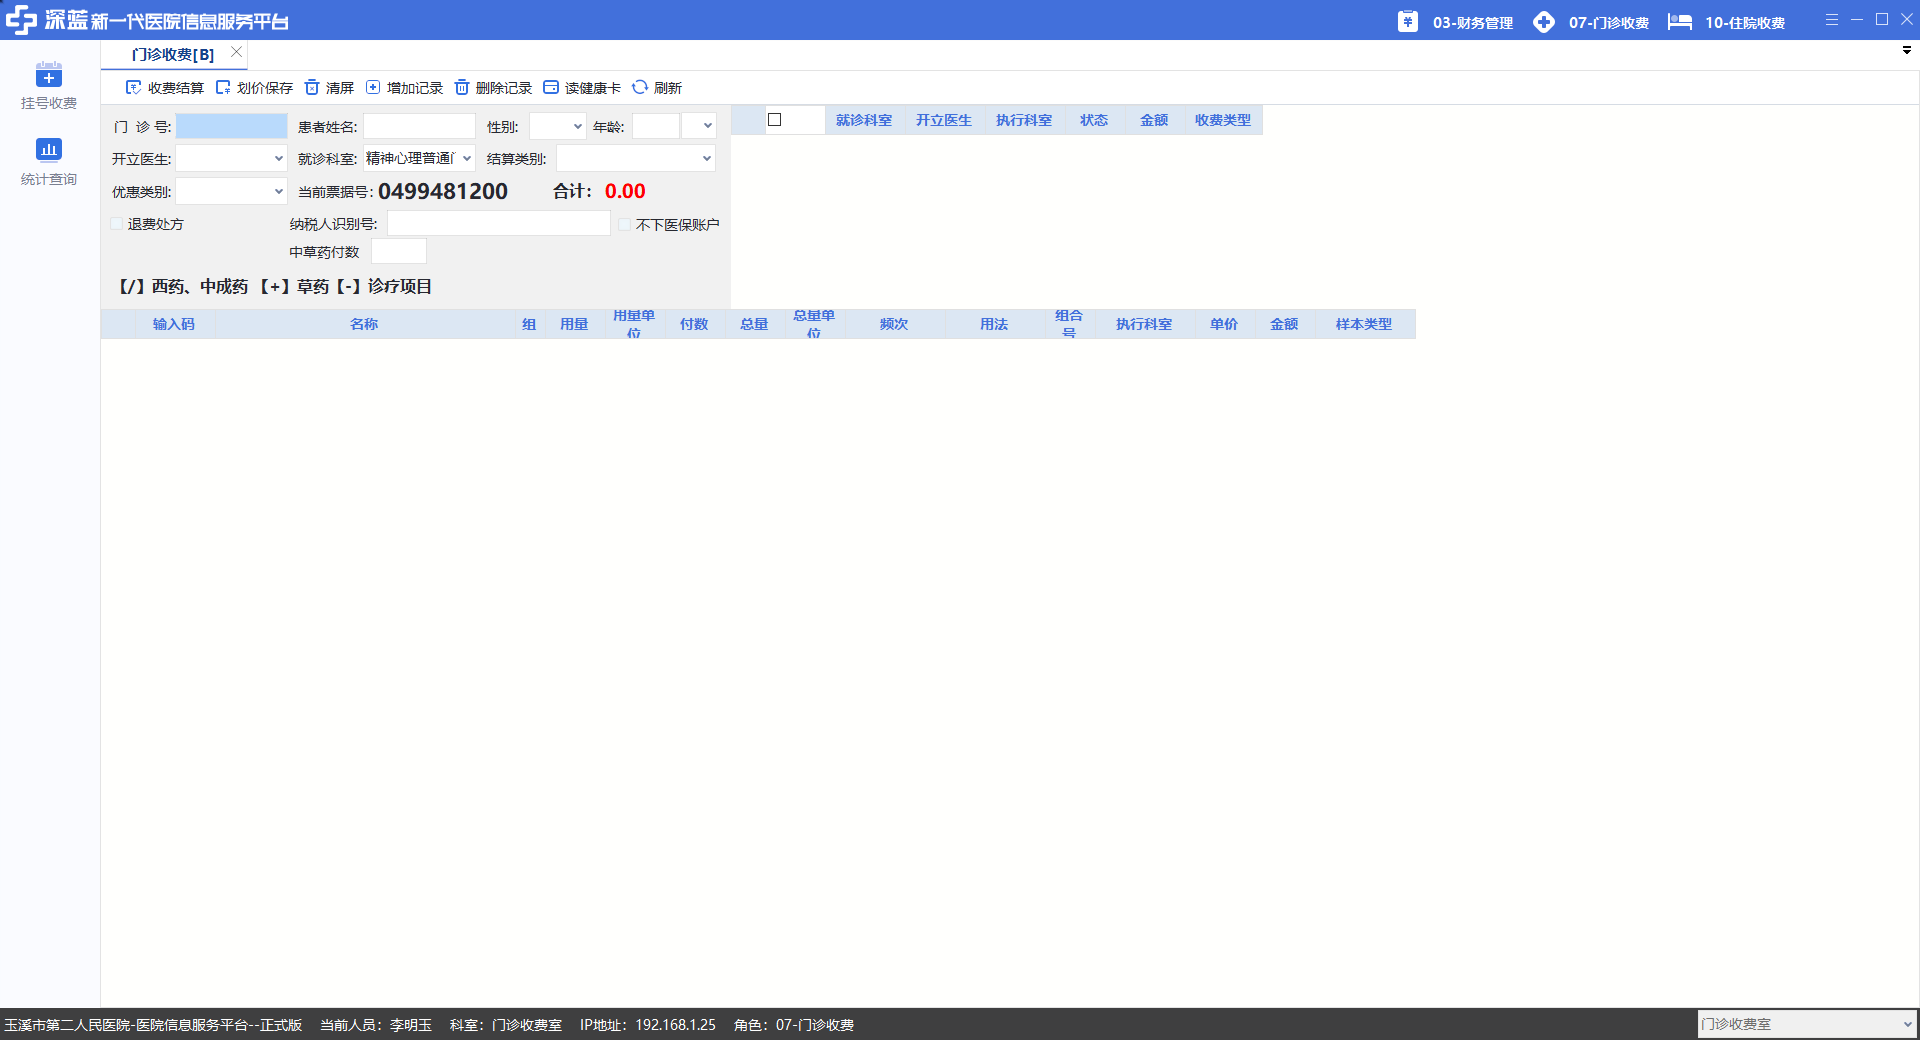 深蓝新一代医院信息服务平台 03-财务管理 07-门诊收费 10-住院收费
挂号收费
统计查询
门诊收费[B]
收费结算 划价保存 清屏 增加记录 删除记录 读健康卡 刷新
门 诊 号: 患者姓名: 性别: 年龄:
开立医生: 就诊科室: 精神心理普通门 结算类别:
优惠类别: 当前票据号: 0499481200 合计: 0.00
退费处方 纳税人识别号: 不下医保账户
中草药付数
【/】西药、中成药 【+】草药【-】诊疗项目
就诊科室 开立医生 执行科室 状态 金额 收费类型
输入码 名称 组 用量 用量单位 付数 总量 总量单位 频次 用法 组合号 执行科室 单价 金额 样本类型
玉溪市第二人民医院-医院信息服务平台--正式版 当前人员: 李明玉 科室: 门诊收费室 IP地址: 192.168.1.25 角色: 07-门诊收费 门诊收费室